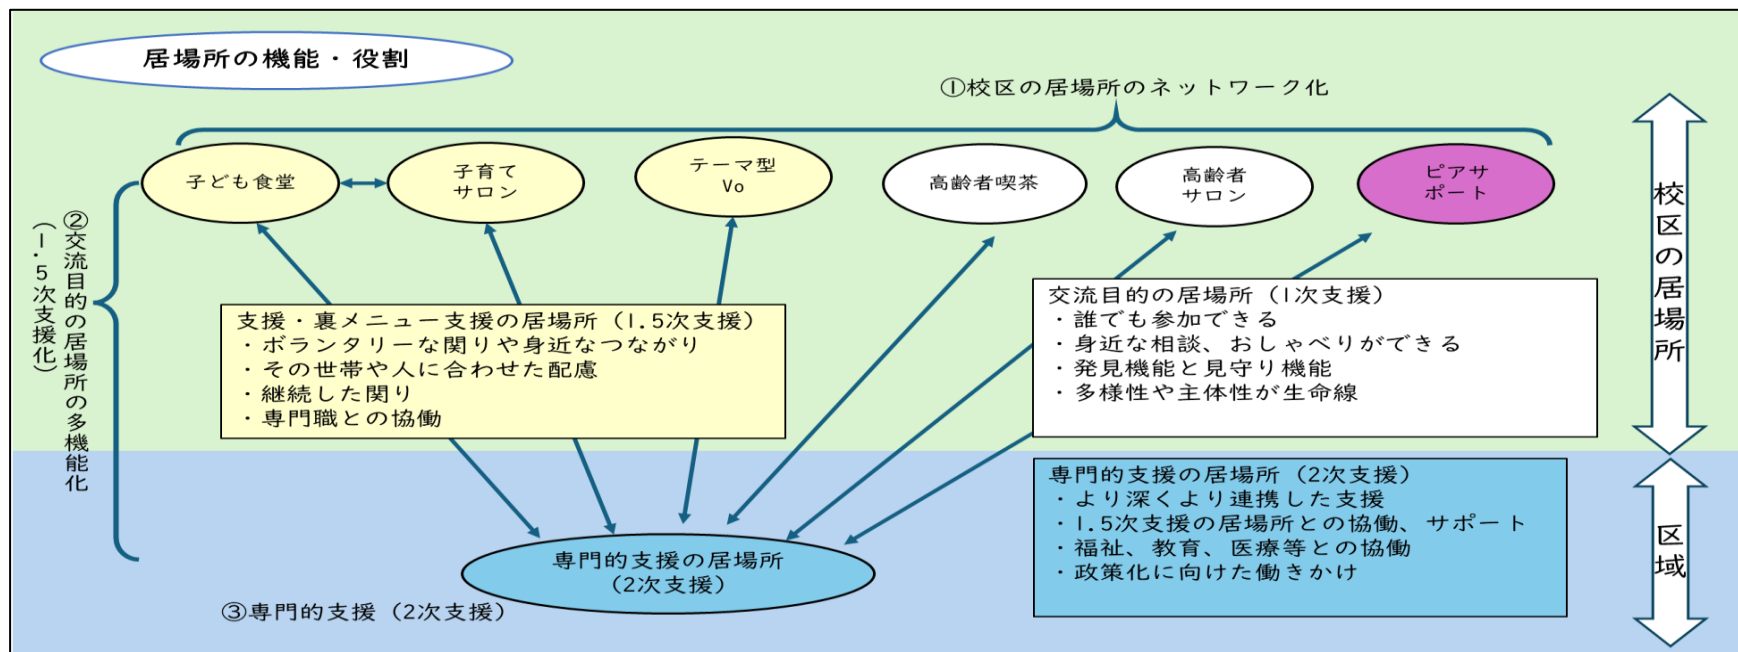 居場所の機能・役割
①校区の居場所のネットワーク化
子ども食堂
子育て
サロン
テーマ型
Vo
高齢者喫茶
高齢者
サロン
ピアサ
ポート
校区の居場所
②交流目的の居場所の多機能化
(1.5次支援化)
支援・裏メニュー支援の居場所(1.5次支援)
・ボランタリーな関りや身近なつながり
・その世帯や人に合わせた配慮
・継続した関り
・専門職との協働
交流目的の居場所(1次支援)
・誰でも参加できる
・身近な相談、おしゃべりができる
・発見機能と見守り機能
・多様性や主体性が生命線
専門的支援の居場所(2次支援)
・より深くより連携した支援
・1.5次支援の居場所との協働、サポート
・福祉、教育、医療等との協働
・政策化に向けた働きかけ
区域
専門的支援の居場所
(2次支援)
③専門的支援(2次支援)